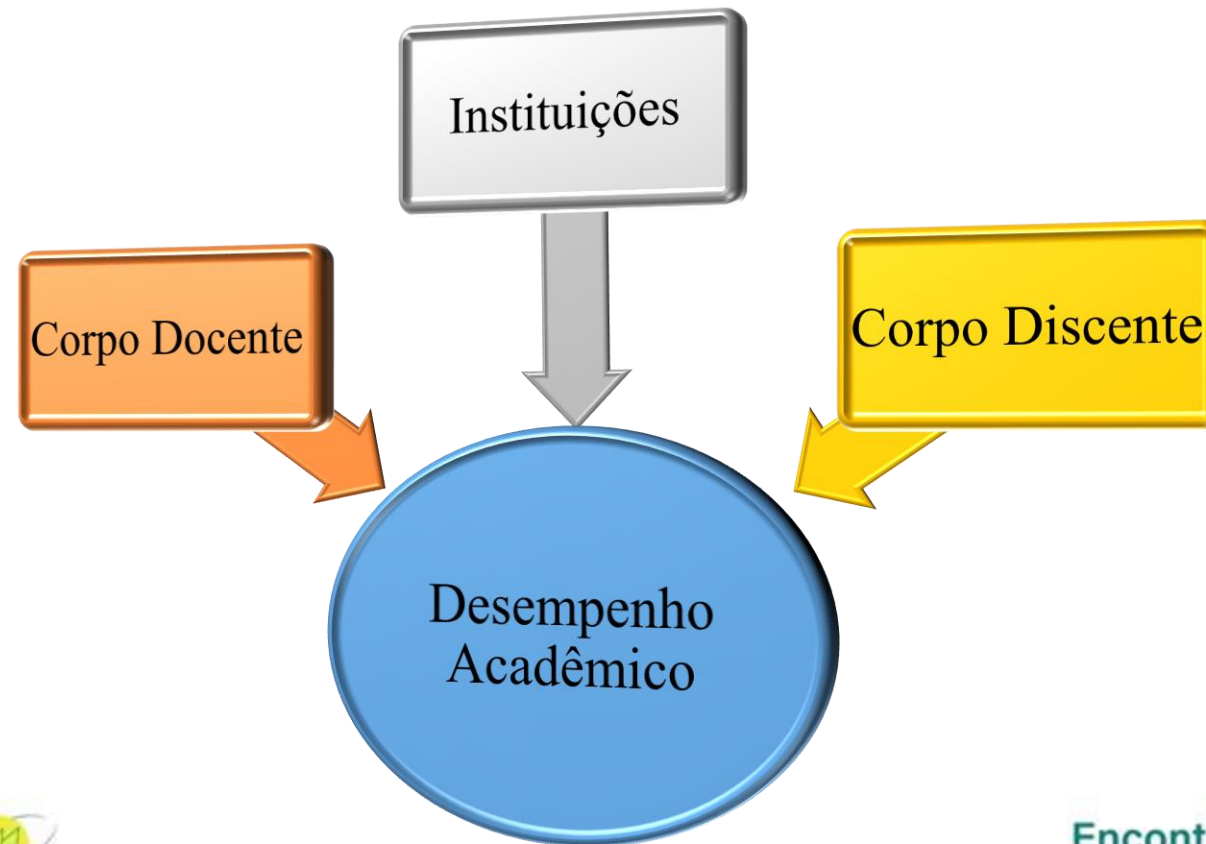 Instituições
Corpo Docente
Corpo Discente
Desempenho
Acadêmico